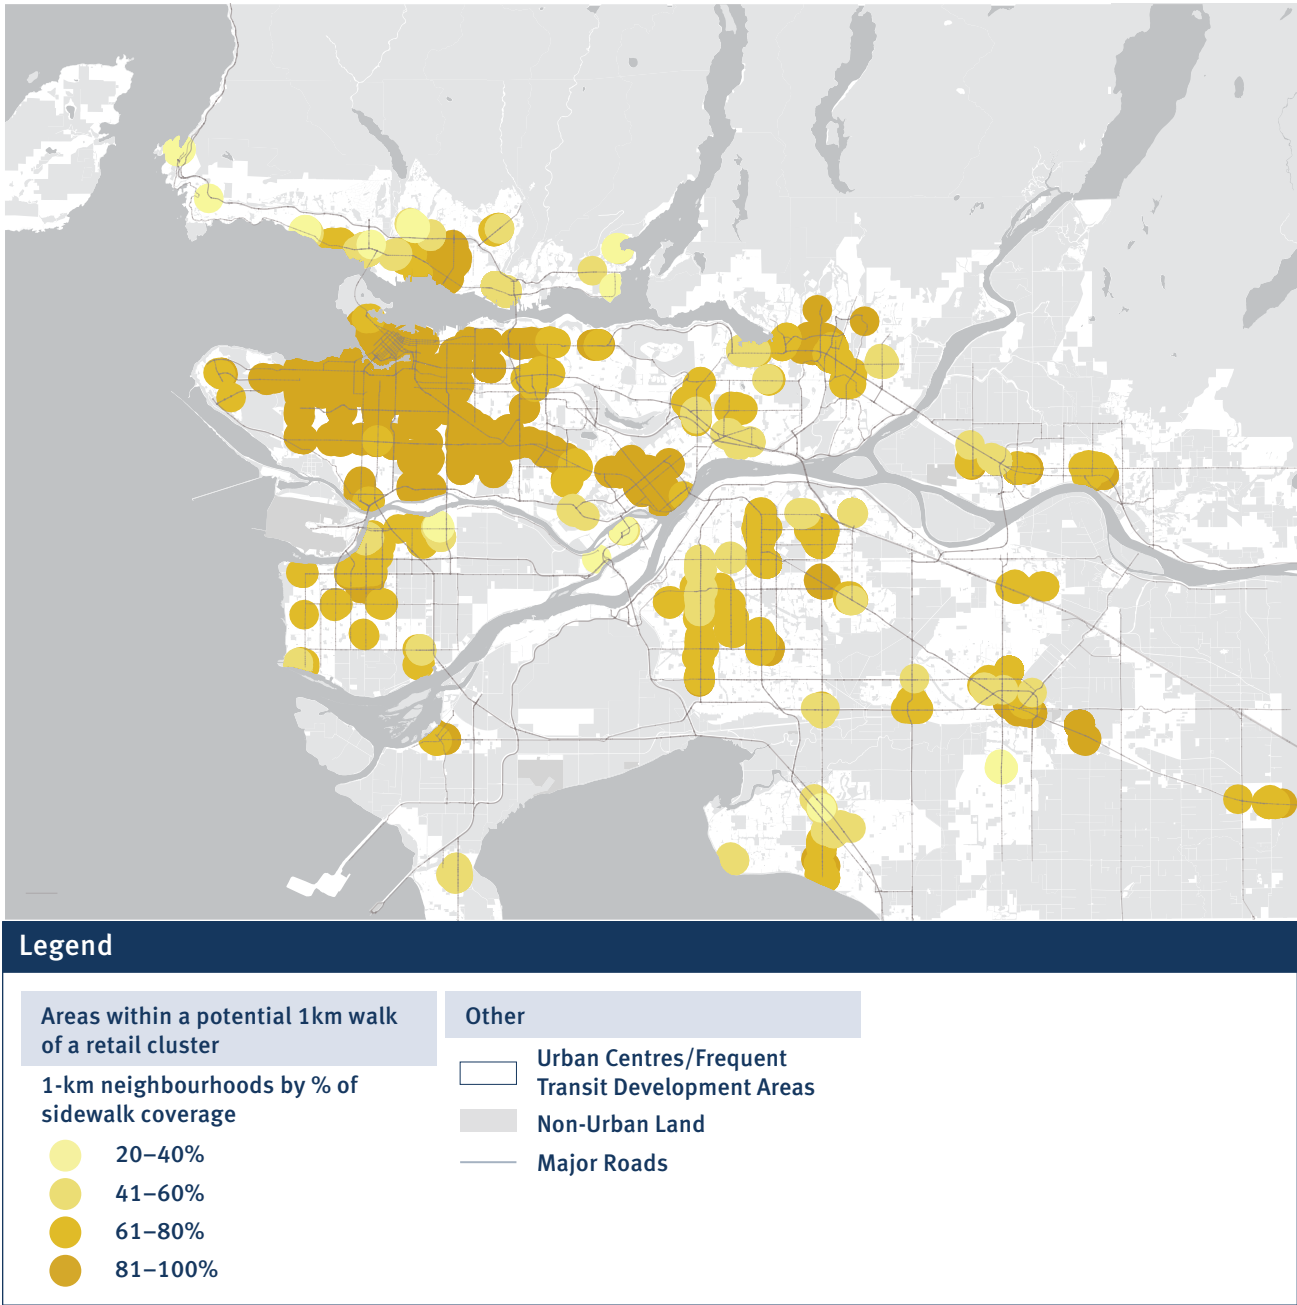 Legend
Areas within a potential 1km walk
of a retail cluster
1-km neighbourhoods by % of
sidewalk coverage
20–40%
41–60%
61–80%
81–100%
Other
Urban Centres/Frequent
Transit Development Areas
Non-Urban Land
Major Roads